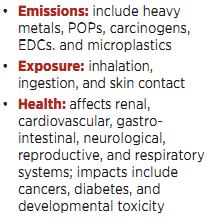 • Emissions: include heavy
metals, POPs, carcinogens,
EDCs. and microplastics
• Exposure: inhalation,
ingestion, and skin contact
• Health: affects renal,
cardiovascular, gastro-
intestinal, neurological,
reproductive, and respiratory
systems; impacts include
cancers, diabetes, and
developmental toxicity